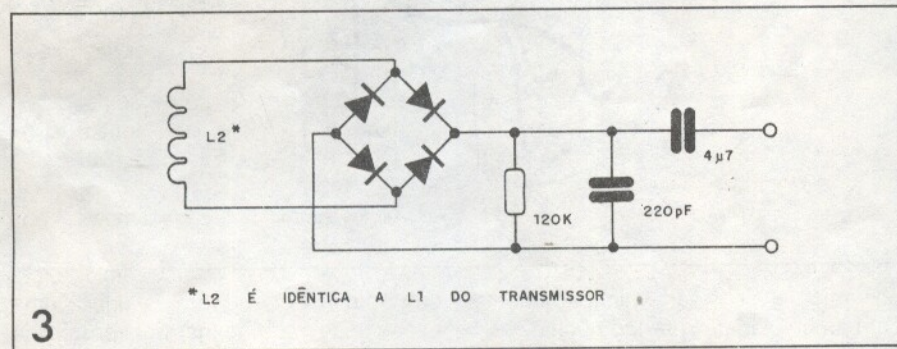 L2*
120K
220pF
4µ7
*L2 É IDÊNTICA A L1 DO TRANSMISSOR
3